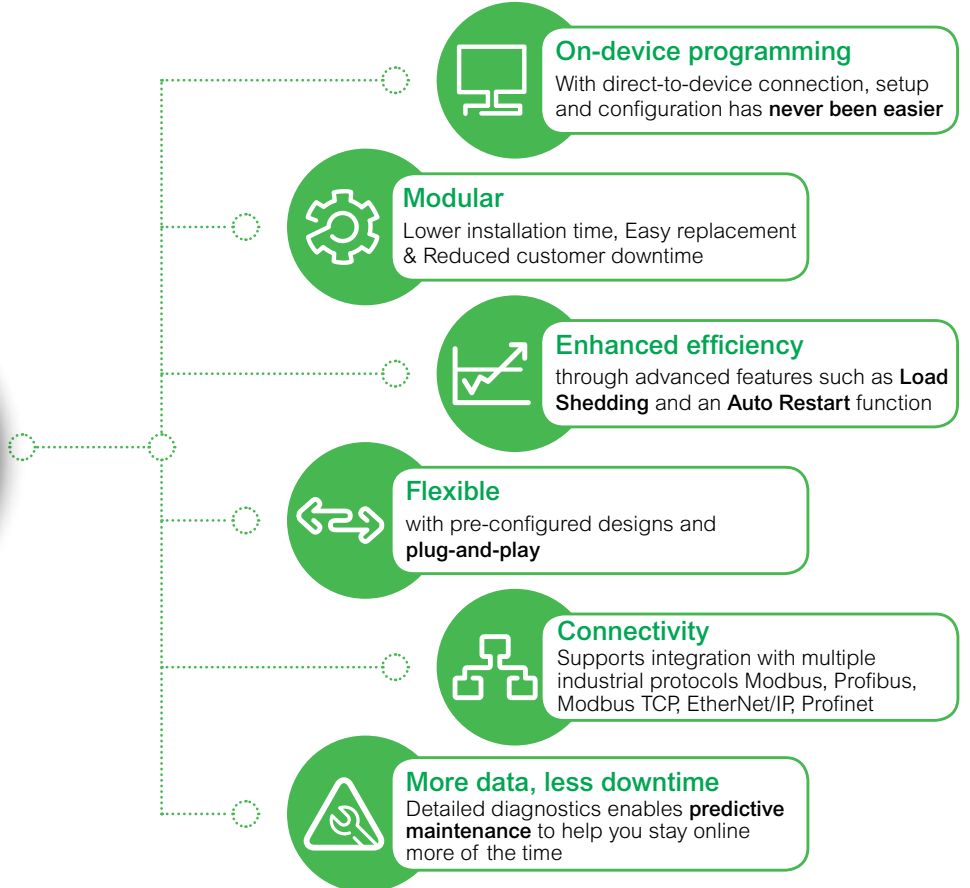 On-device programming
With direct-to-device connection, setup
and configuration has never been easier
Modular
Lower installation time, Easy replacement
& Reduced customer downtime
Enhanced efficiency
through advanced features such as Load
Shedding and an Auto Restart function
Flexible
with pre-configured designs and
plug-and-play
Connectivity
Supports integration with multiple
industrial protocols Modbus, Profibus,
Modbus TCP, EtherNet/IP, Profinet
More data, less downtime
Detailed diagnostics enables predictive
maintenance to help you stay online
more of the time